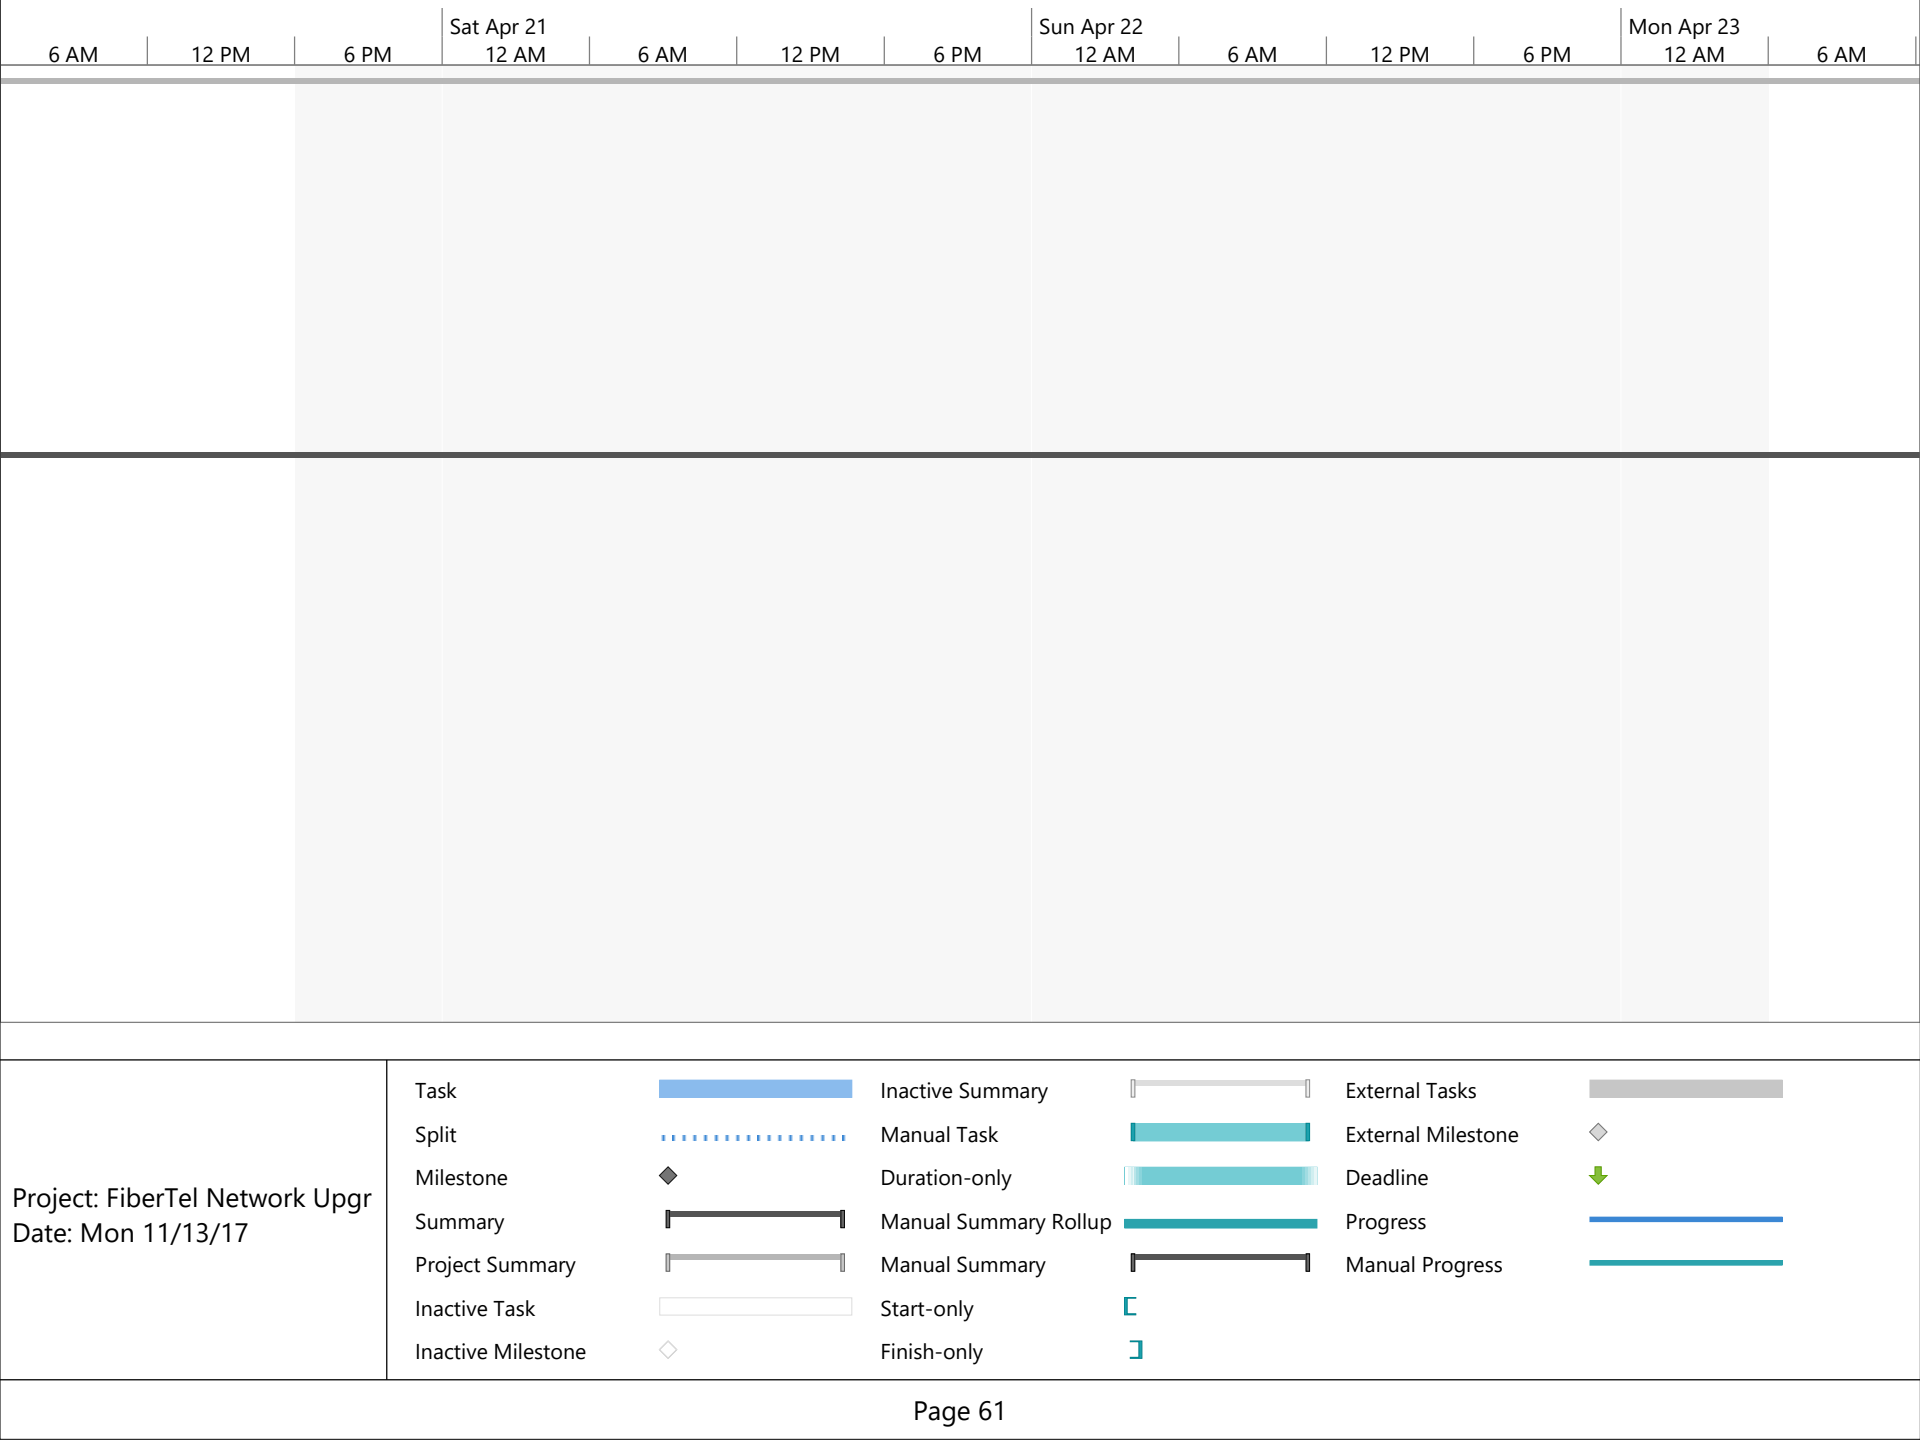 Sat Apr 21 Sun Apr 22 Mon Apr 23
6 AM 12 PM 6 PM 12 AM 6 AM 12 PM 6 PM 12 AM 6 AM 12 PM 6 PM 12 AM 6 AM
Project: FiberTel Network Upgr
Date: Mon 11/13/17
Task
Split
Milestone
Summary
Project Summary
Inactive Task
Inactive Milestone
Inactive Summary
Manual Task
Duration-only
Manual Summary Rollup
Manual Summary
Start-only
Finish-only
External Tasks
External Milestone
Deadline
Progress
Manual Progress
Page 61